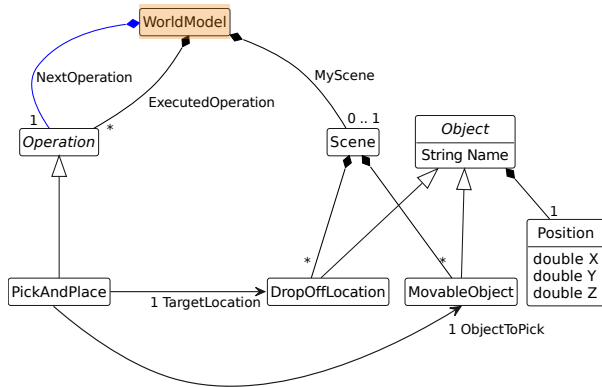 WorldModel
NextOperation
MyScene
ExecutedOperation
1
*
0 .. 1
Operation
Scene
Object
String Name
1
Position
*
*
double X
double Y
double Z
PickAndPlace
DropOffLocation
MovableObject
1 TargetLocation
1 ObjectToPick